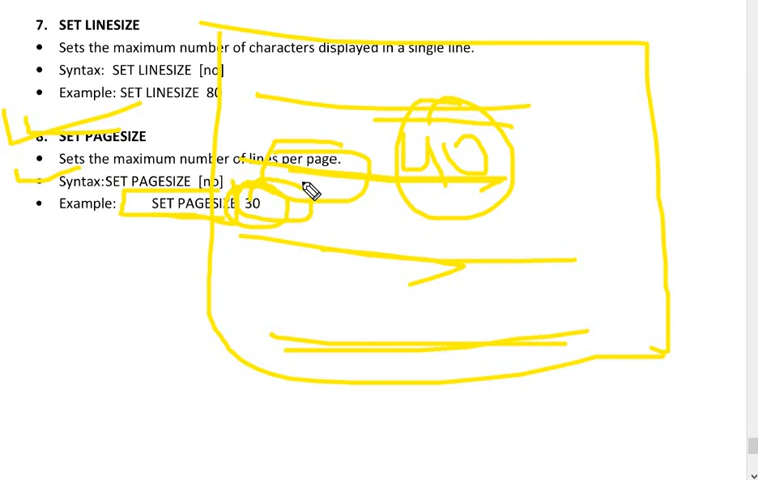 7. SET LINESIZE
• Sets the maximum number of characters displayed in a single line.
• Syntax: SET LINESIZE [no]
• Example: SET LINESIZE 80
8. SET PAGESIZE
• Sets the maximum number of lines per page.
40
• Syntax:SET PAGESIZE [no]
• Example: SET PAGESIZE 30